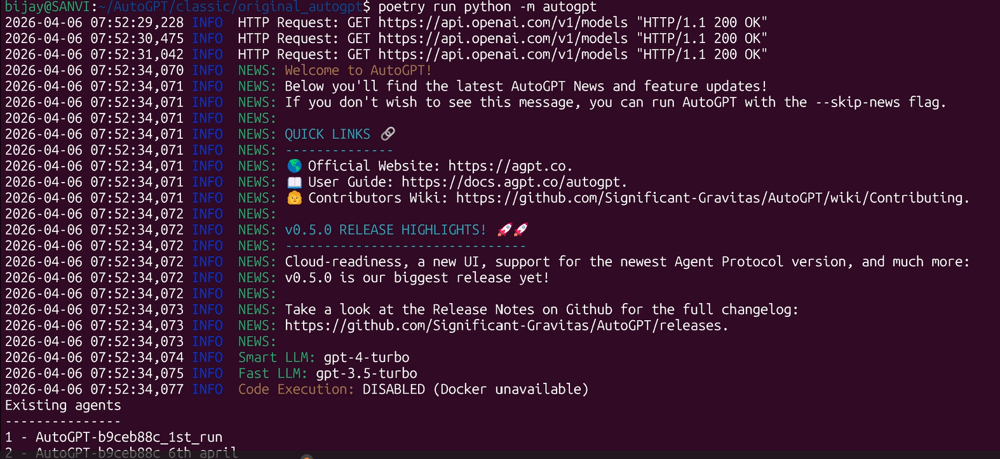 bijay@SANVI:~/AutoGPT/classic/original_autogpt$ poetry run python -m autogpt
2026-04-06 07:52:29,228 INFO  HTTP Request: GET https://api.openai.com/v1/models "HTTP/1.1 200 OK"
2026-04-06 07:52:30,475 INFO  HTTP Request: GET https://api.openai.com/v1/models "HTTP/1.1 200 OK"
2026-04-06 07:52:31,042 INFO  HTTP Request: GET https://api.openai.com/v1/models "HTTP/1.1 200 OK"
2026-04-06 07:52:34,070 INFO  NEWS: Welcome to AutoGPT!
2026-04-06 07:52:34,071 INFO  NEWS: Below you'll find the latest AutoGPT News and feature updates!
2026-04-06 07:52:34,071 INFO  NEWS: If you don't wish to see this message, you can run AutoGPT with the --skip-news flag.
2026-04-06 07:52:34,071 INFO  NEWS:
2026-04-06 07:52:34,071 INFO  NEWS: QUICK LINKS 🔗
2026-04-06 07:52:34,071 INFO  NEWS: --------------
2026-04-06 07:52:34,071 INFO  NEWS: 🌎 Official Website: https://agpt.co.
2026-04-06 07:52:34,071 INFO  NEWS: 📖 User Guide: https://docs.agpt.co/autogpt.
2026-04-06 07:52:34,071 INFO  NEWS: 👩 Contributors Wiki: https://github.com/Significant-Gravitas/AutoGPT/wiki/Contributing.
2026-04-06 07:52:34,072 INFO  NEWS:
2026-04-06 07:52:34,072 INFO  NEWS: v0.5.0 RELEASE HIGHLIGHTS! 🚀🚀
2026-04-06 07:52:34,072 INFO  NEWS: -------------------------------
2026-04-06 07:52:34,072 INFO  NEWS: Cloud-readiness, a new UI, support for the newest Agent Protocol version, and much more:
2026-04-06 07:52:34,072 INFO  NEWS: v0.5.0 is our biggest release yet!
2026-04-06 07:52:34,072 INFO  NEWS:
2026-04-06 07:52:34,073 INFO  NEWS: Take a look at the Release Notes on Github for the full changelog:
2026-04-06 07:52:34,073 INFO  NEWS: https://github.com/Significant-Gravitas/AutoGPT/releases.
2026-04-06 07:52:34,073 INFO  NEWS:
2026-04-06 07:52:34,074 INFO  Smart LLM: gpt-4-turbo
2026-04-06 07:52:34,075 INFO  Fast LLM: gpt-3.5-turbo
2026-04-06 07:52:34,077 INFO  Code Execution: DISABLED (Docker unavailable)
Existing agents
---------------
1 - AutoGPT-b9ceb88c_1st_run
2 - AutoGPT-b9ceb88c_6th_april